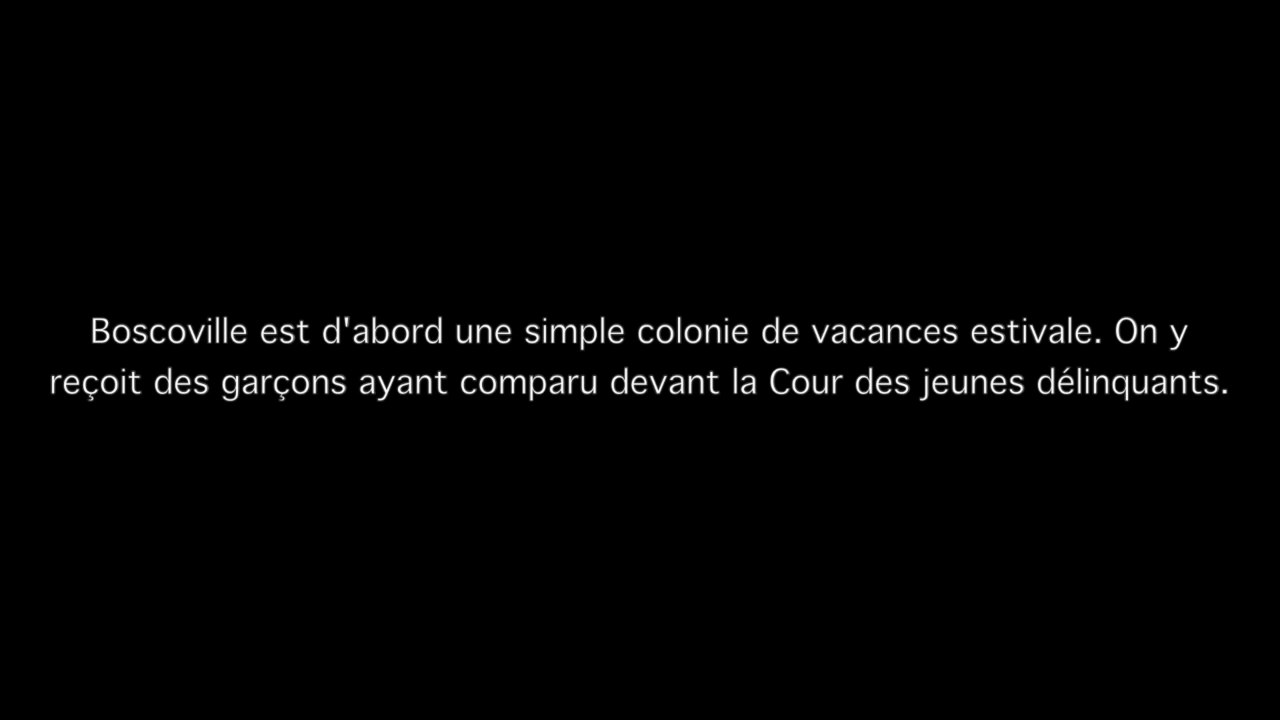 Boscoville est d'abord une simple colonie de vacances estivale. On y
reçoit des garçons ayant comparu devant la Cour des jeunes délinquants.